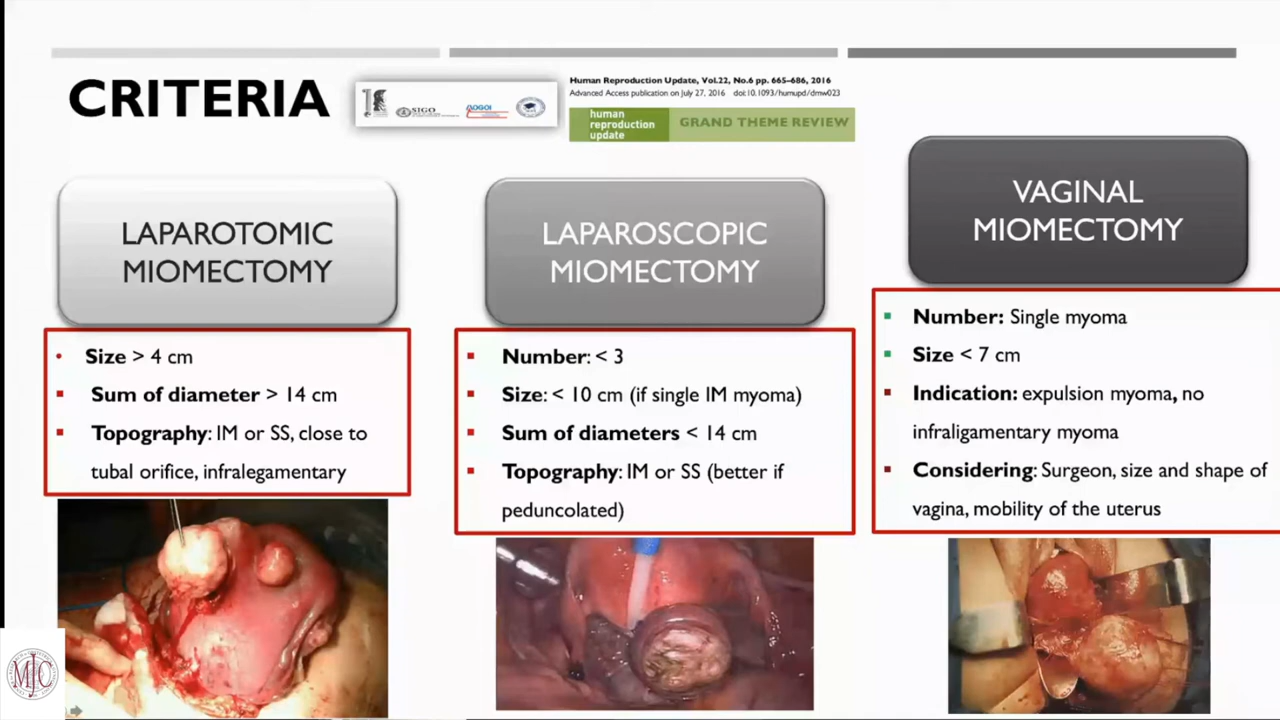 CRITERIA
SIGO
AOGOI
Human Reproduction Update, Vol.22, No.6 pp. 665–686, 2016
Advanced Access publication on July 27, 2016 doi:10.1093/humupd/dmw023
human
reproduction
update
GRAND THEME REVIEW
LAPAROTOMIC
MIOMECTOMY
Size > 4 cm
Sum of diameter > 14 cm
Topography: IM or SS, close to
tubal orifice, infralegamentary
LAPAROSCOPIC
MIOMECTOMY
Number: < 3
Size: < 10 cm (if single IM myoma)
Sum of diameters < 14 cm
Topography: IM or SS (better if
peduncolated)
VAGINAL
MIOMECTOMY
Number: Single myoma
Size < 7 cm
Indication: expulsion myoma, no
infraligamentary myoma
Considering: Surgeon, size and shape of
vagina, mobility of the uterus
MJC